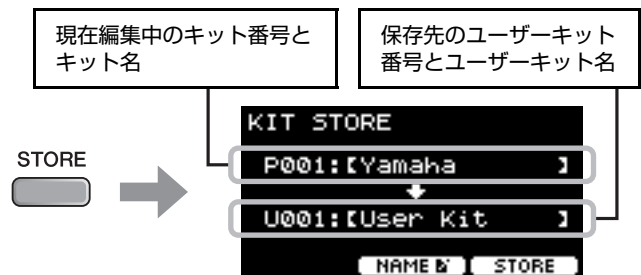 現在編集中のキット番号と
キット名
保存先のユーザーキット
番号とユーザーキット名
STORE
KIT STORE
P001:【Yamaha 】
U001:【User Kit 】
NAME STORE